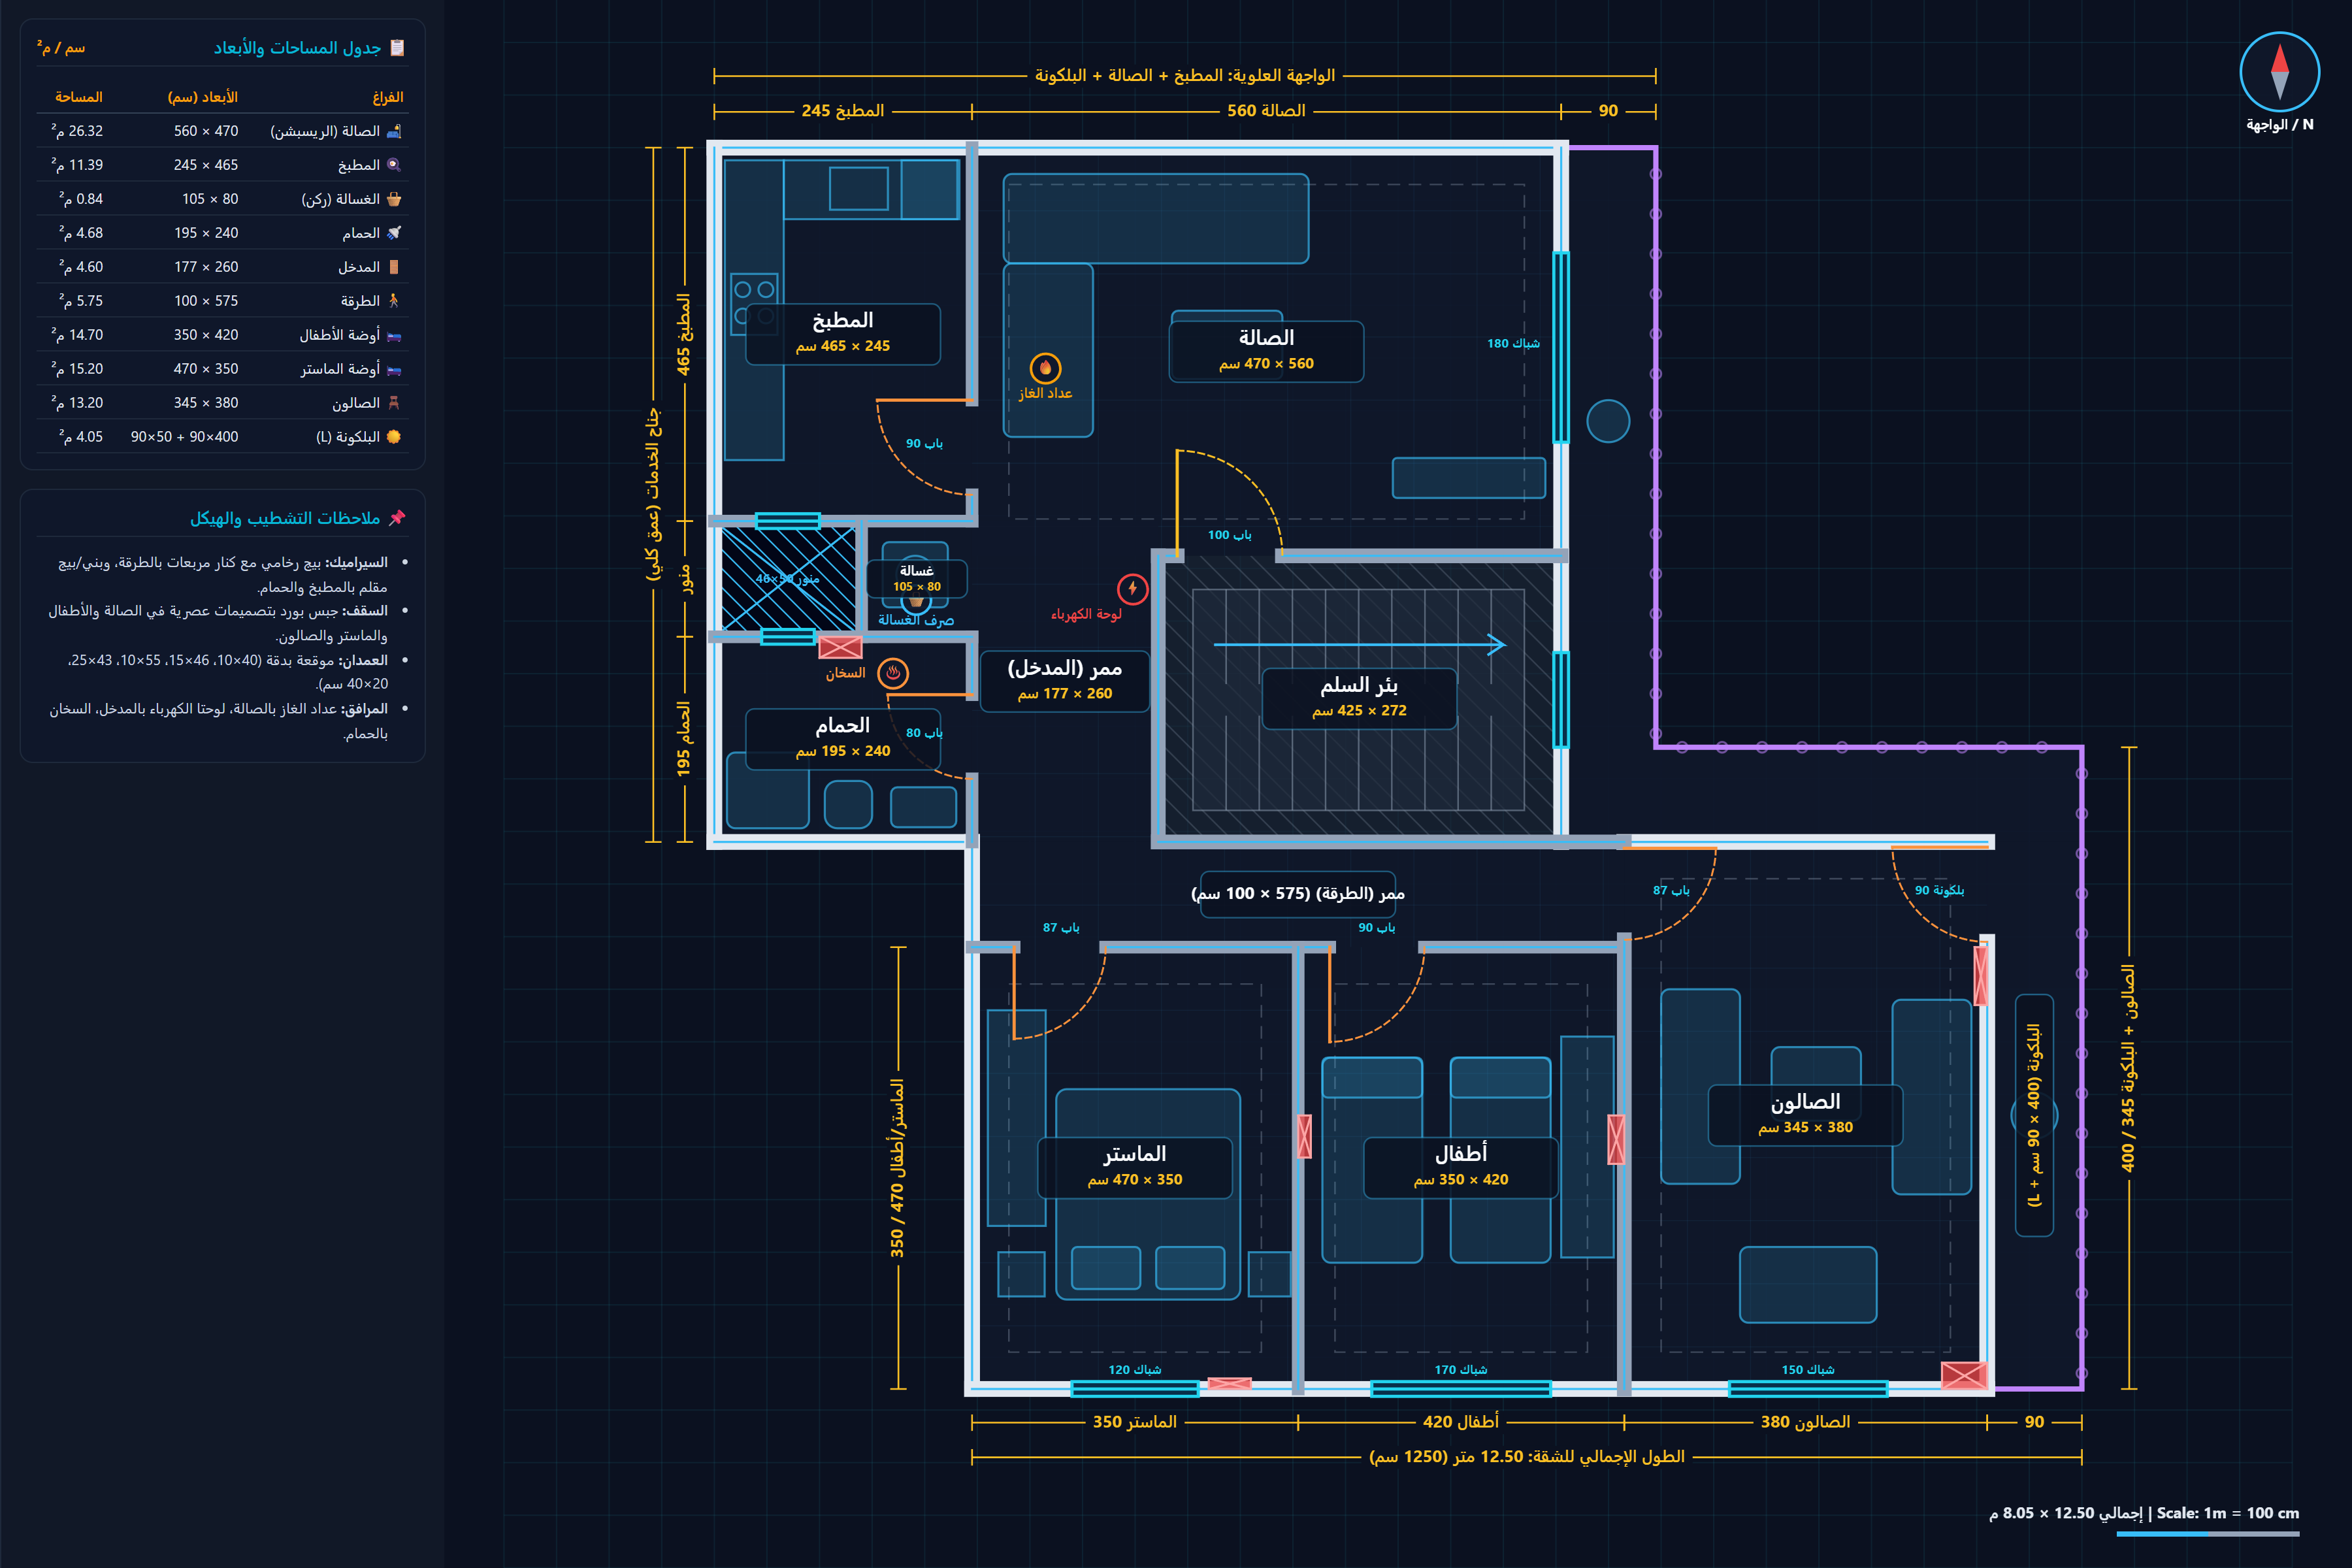 📋 جدول المساحات والأبعاد
سم / م²
الفراغ الأبعاد (سم) المساحة
🛋️ الصالة (الريسبشن) 560 × 470 26.32 م²
🍳 المطبخ 245 × 465 11.39 م²
🧺 الغسالة (ركن) 105 × 80 0.84 م²
🚿 الحمام 195 × 240 4.68 م²
🚪 المدخل 177 × 260 4.60 م²
🚶 الطرقة 100 × 575 5.75 م²
🛏️ أوضة الأطفال 350 × 420 14.70 م²
🛏️ أوضة الماستر 470 × 350 15.20 م²
🪑 الصالون 345 × 380 13.20 م²
☀️ البلكونة (L) 90×50 + 90×400 4.05 م²
📌 ملاحظات التشطيب والهيكل
• السيراميك: بيج رخامي مع كنار مربعات بالطرقة، وبني/بيج
مقلم بالمطبخ والحمام.
• السقف: جبس بورد بتصميمات عصرية في الصالة والأطفال
والماستر والصالون.
• العمدان: موقعة بدقة (40×10، 46×15، 55×10، 43×25،
20×40 سم).
• المرافق: عداد الغاز بالصالة، لوحتا الكهرباء بالمدخل، السخان
بالحمام.
الواجهة العلوية: المطبخ + الصالة + البلكونة
المطبخ 245
الصالة 560
90
N / الواجهة
جناح الخدمات (عمق كلي)
المطبخ 465
منور
الحمام 195
المطبخ
245 × 465 سم
باب 90
الصالة
560 × 470 سم
شباك 180
عداد الغاز
باب 100
منور 50×46
غسالة
80 × 105
صرف الغسالة
لوحة الكهرباء
السخان
ممر (المدخل)
260 × 177 سم
بئر السلم
272 × 425 سم
الحمام
240 × 195 سم
باب 80
ممر (الطرقة) (575 × 100 سم)
باب 87
باب 90
باب 87
بلكونة 90
الماستر
350 × 470 سم
أطفال
420 × 350 سم
الصالون
380 × 345 سم
البلكونة (400 × 90 سم + L)
الصالون + البلكونة 345 / 400
الماستر/أطفال 470 / 350
شباك 120
شباك 170
شباك 150
الماستر 350
أطفال 420
الصالون 380
90
الطول الإجمالي للشقة: 12.50 متر (1250 سم)
Scale: 1m = 100 cm | إجمالي 12.50 × 8.05 م